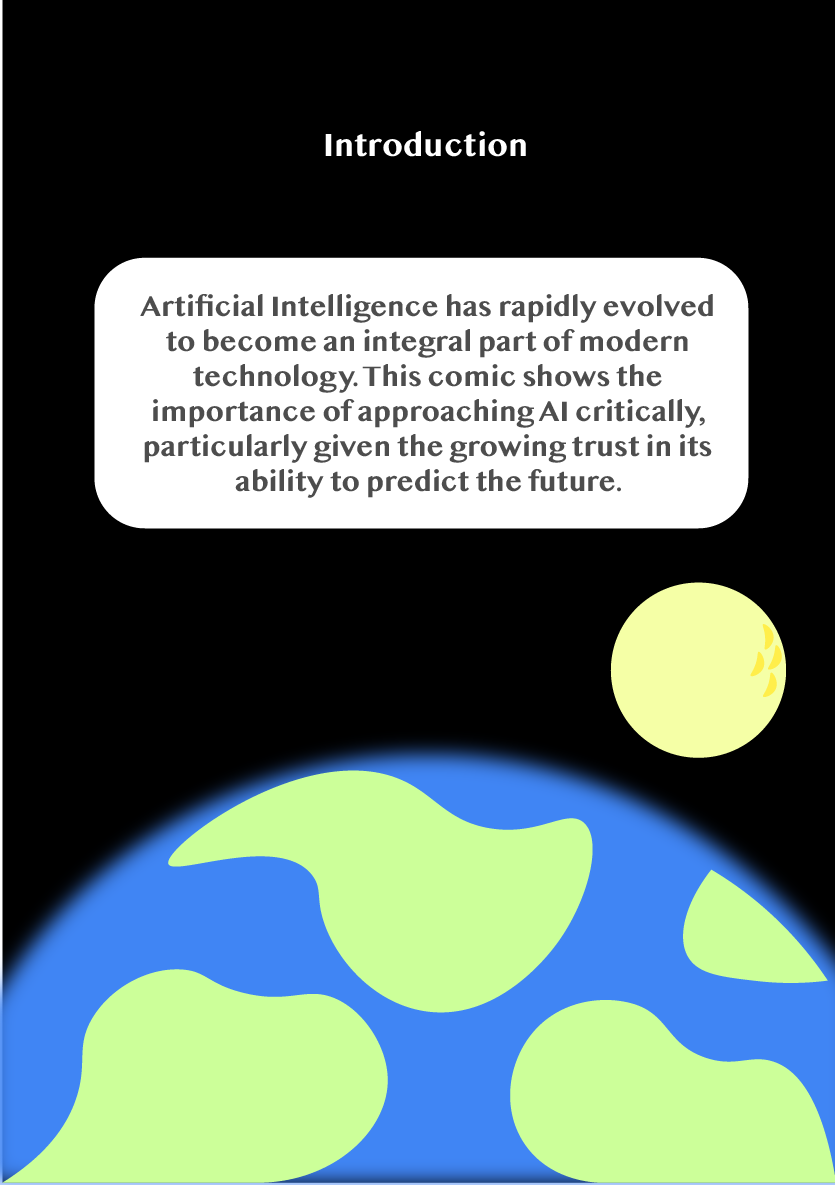 Introduction
Artificial Intelligence has rapidly evolved
to become an integral part of modern
technology. This comic shows the
importance of approaching AI critically,
particularly given the growing trust in its
ability to predict the future.